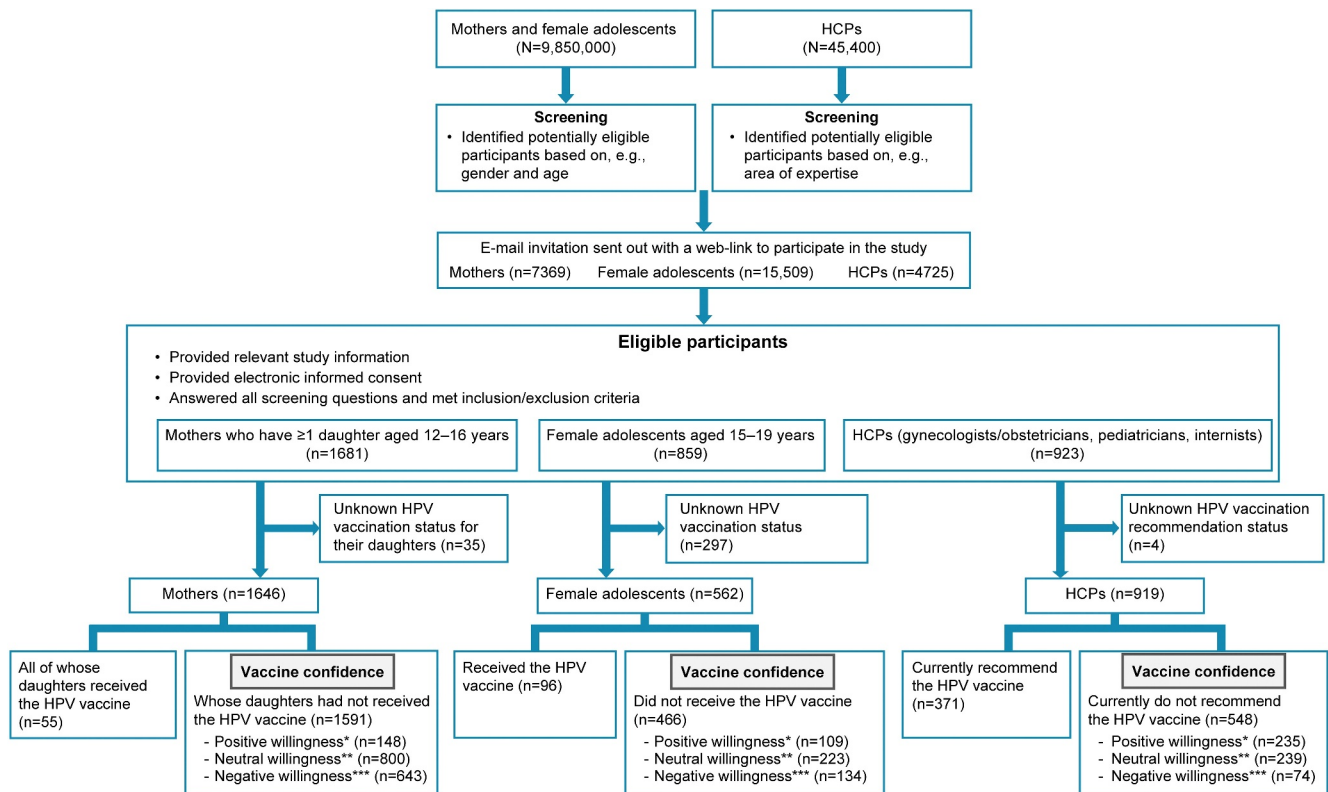 Mothers and female adolescents
(N=9,850,000)
HCPs
(N=45,400)
Screening
• Identified potentially eligible
participants based on, e.g.,
gender and age
Screening
• Identified potentially eligible
participants based on, e.g.,
area of expertise
E-mail invitation sent out with a web-link to participate in the study
Mothers (n=7369) Female adolescents (n=15,509) HCPs (n=4725)
Eligible participants
• Provided relevant study information
• Provided electronic informed consent
• Answered all screening questions and met inclusion/exclusion criteria
Mothers who have ≥1 daughter aged 12–16 years
(n=1681)
Female adolescents aged 15–19 years
(n=859)
HCPs (gynecologists/obstetricians, pediatricians, internists)
(n=923)
Unknown HPV
vaccination status for
their daughters (n=35)
Unknown HPV
vaccination status
(n=297)
Unknown HPV vaccination
recommendation status
(n=4)
Mothers (n=1646)
Female adolescents (n=562)
HCPs (n=919)
All of whose
daughters received
the HPV vaccine
(n=55)
Vaccine confidence
Whose daughters had not received
the HPV vaccine (n=1591)
- Positive willingness* (n=148)
- Neutral willingness** (n=800)
- Negative willingness*** (n=643)
Received the HPV
vaccine (n=96)
Vaccine confidence
Did not receive the HPV vaccine
(n=466)
- Positive willingness* (n=109)
- Neutral willingness** (n=223)
- Negative willingness*** (n=134)
Currently recommend
the HPV vaccine
(n=371)
Vaccine confidence
Currently do not recommend
the HPV vaccine (n=548)
- Positive willingness* (n=235)
- Neutral willingness** (n=239)
- Negative willingness*** (n=74)